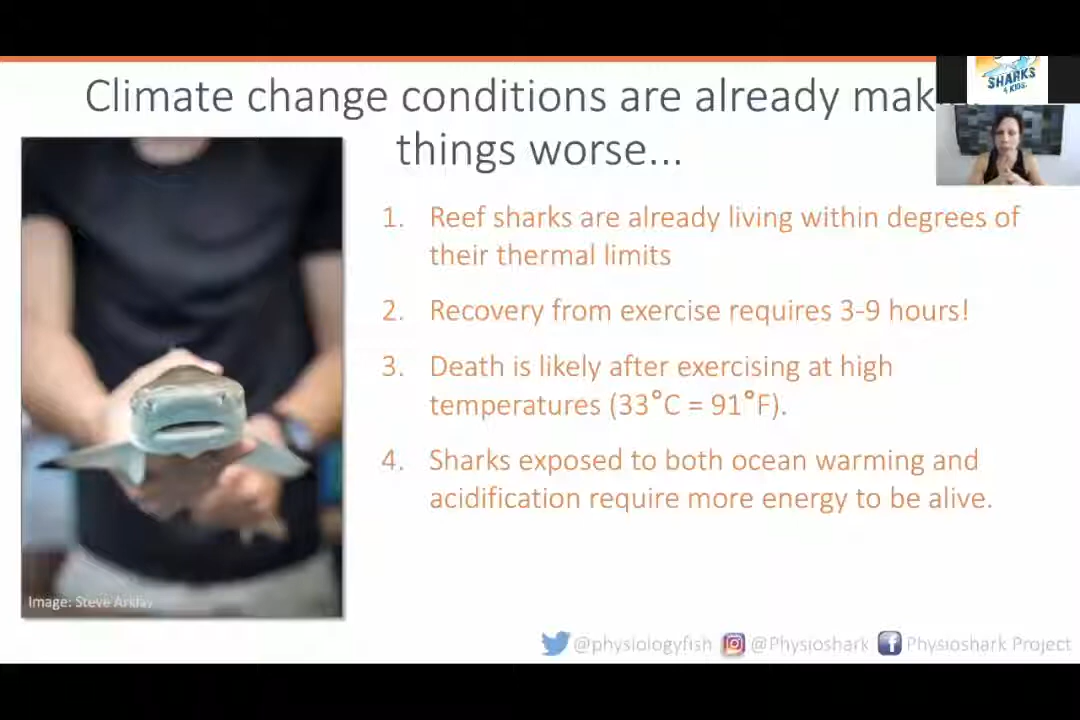 Climate change conditions are already mak
things worse...
SHARKS
4 KIDS
1. Reef sharks are already living within degrees of
their thermal limits
2. Recovery from exercise requires 3-9 hours!
3. Death is likely after exercising at high
temperatures (33°C = 91°F).
4. Sharks exposed to both ocean warming and
acidification require more energy to be alive.
Image: Steve
@physiologyfish @Physioshark Physioshark Project